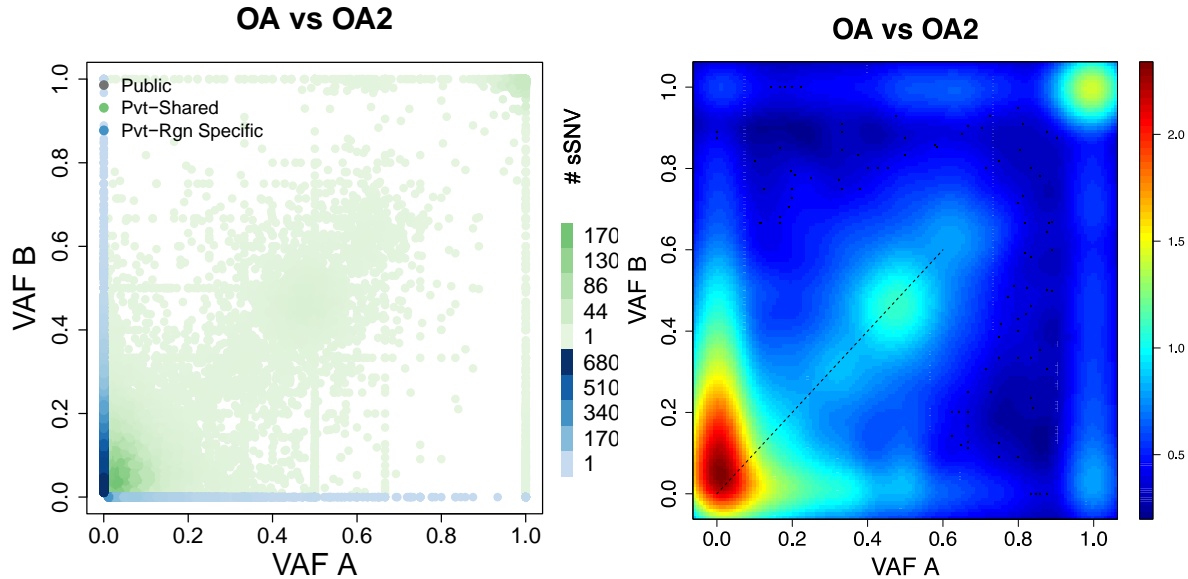 OA vs OA2
VAF B
1.0
0.8
0.6
0.4
0.2
0.0
Public
Pvt−Shared
Pvt−Rgn Specific
0.0 0.2 0.4 0.6 0.8 1.0
VAF A
# sSNV
170
130
86
44
1
680
510
340
170
1
OA vs OA2
VAF B
1.0
0.8
0.6
0.4
0.2
0.0
0.0 0.2 0.4 0.6 0.8 1.0
VAF A
2.0
1.5
1.0
0.5